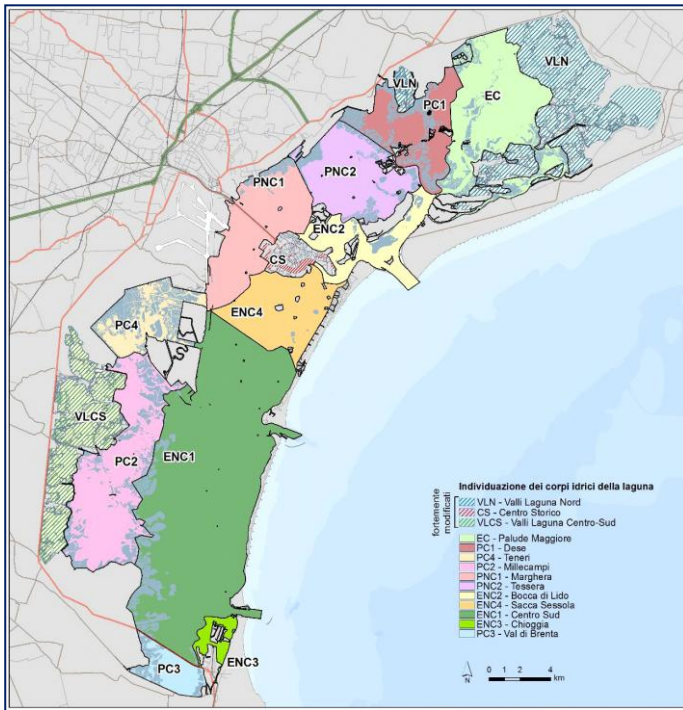 VLN
VLN
PC1
EC
PNC2
PNC1
ENC2
CS
ENC4
PC4
VLCS
PC2
ENC1
PC3
ENC3
Individuazione dei corpi idrici della laguna
fortemente modificati
VLN - Valli Laguna Nord
CS - Centro Storico
VLCS - Valli Laguna Centro-Sud
EC - Palude Maggiore
PC1 - Dese
PC4 - Teneri
PC2 - Millecampi
PNC1 - Marghera
PNC2 - Tessera
ENC2 - Bocca di Lido
ENC4 - Sacca Sessola
ENC1 - Centro Sud
ENC3 - Chioggia
PC3 - Val di Brenta
N
0 1 2 4
km